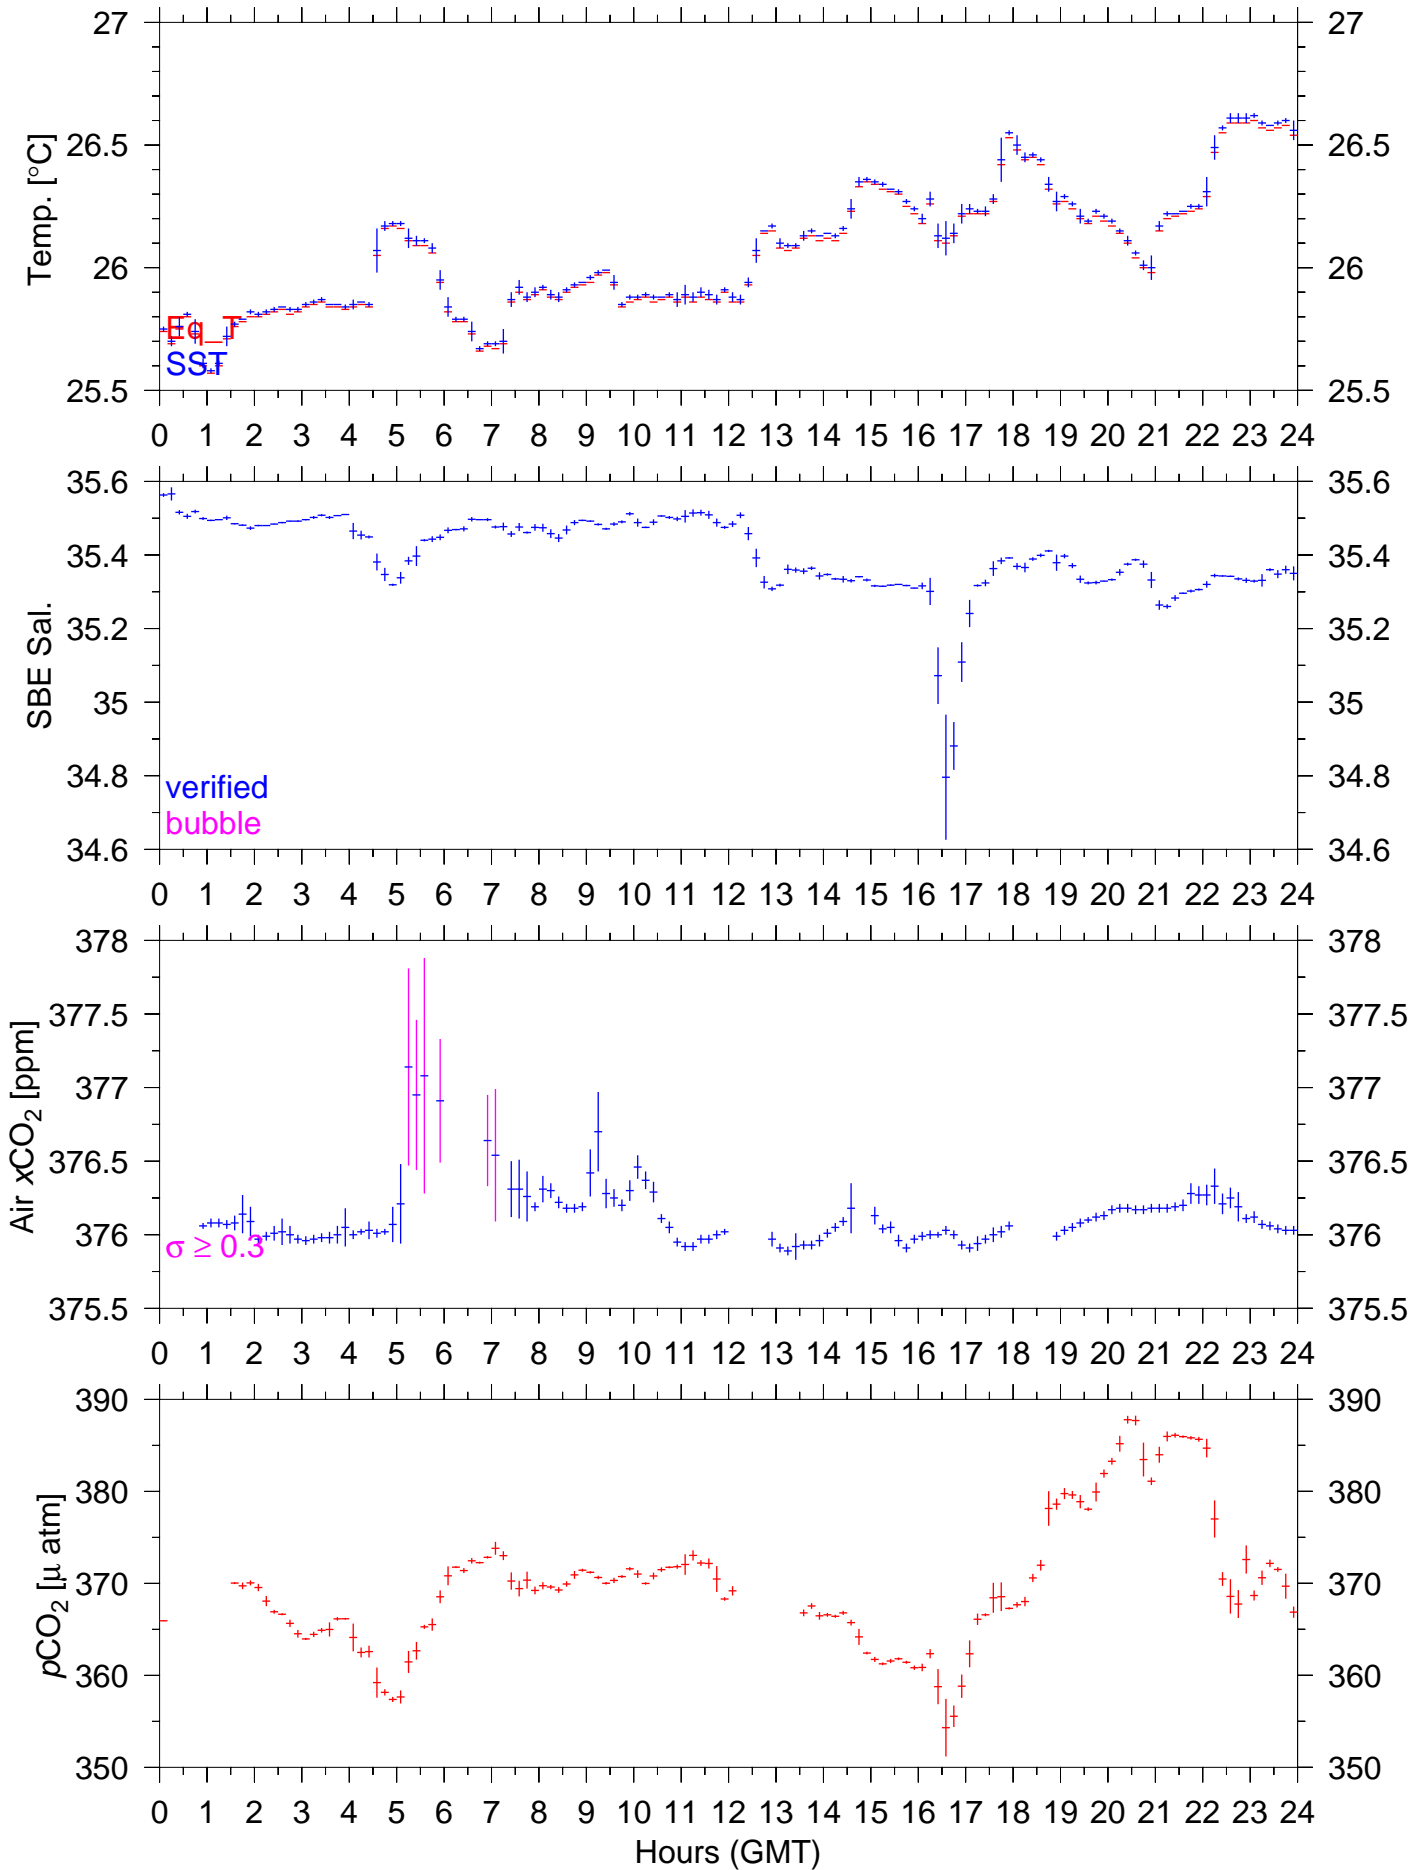 27 27
26.5 26.5
26 26
25.5 25.5
Temp. [°C]
Eq_T
SST
0 1 2 3 4 5 6 7 8 9 10 11 12 13 14 15 16 17 18 19 20 21 22 23 24
35.6 35.6
35.4 35.4
35.2 35.2
35 35
34.8 34.8
34.6 34.6
SBE Sal.
verified
bubble
0 1 2 3 4 5 6 7 8 9 10 11 12 13 14 15 16 17 18 19 20 21 22 23 24
378 378
377.5 377.5
377 377
376.5 376.5
376 376
375.5 375.5
Air xCO₂ [ppm]
σ ≥ 0.3
0 1 2 3 4 5 6 7 8 9 10 11 12 13 14 15 16 17 18 19 20 21 22 23 24
390 390
380 380
370 370
360 360
350 350
pCO₂ [μ atm]
0 1 2 3 4 5 6 7 8 9 10 11 12 13 14 15 16 17 18 19 20 21 22 23 24
Hours (GMT)